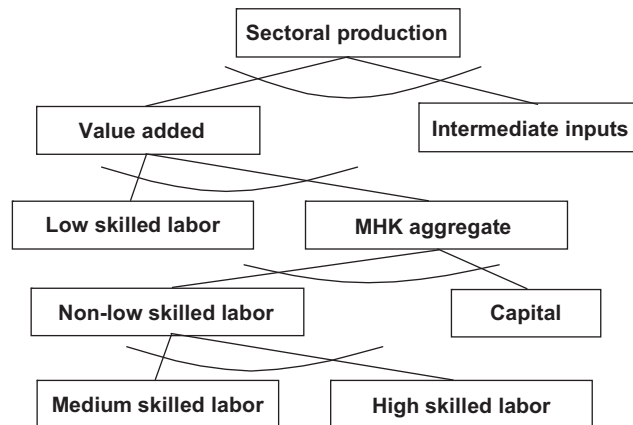 Sectoral production
Value added
Intermediate inputs
Low skilled labor
MHK aggregate
Non-low skilled labor
Capital
Medium skilled labor
High skilled labor